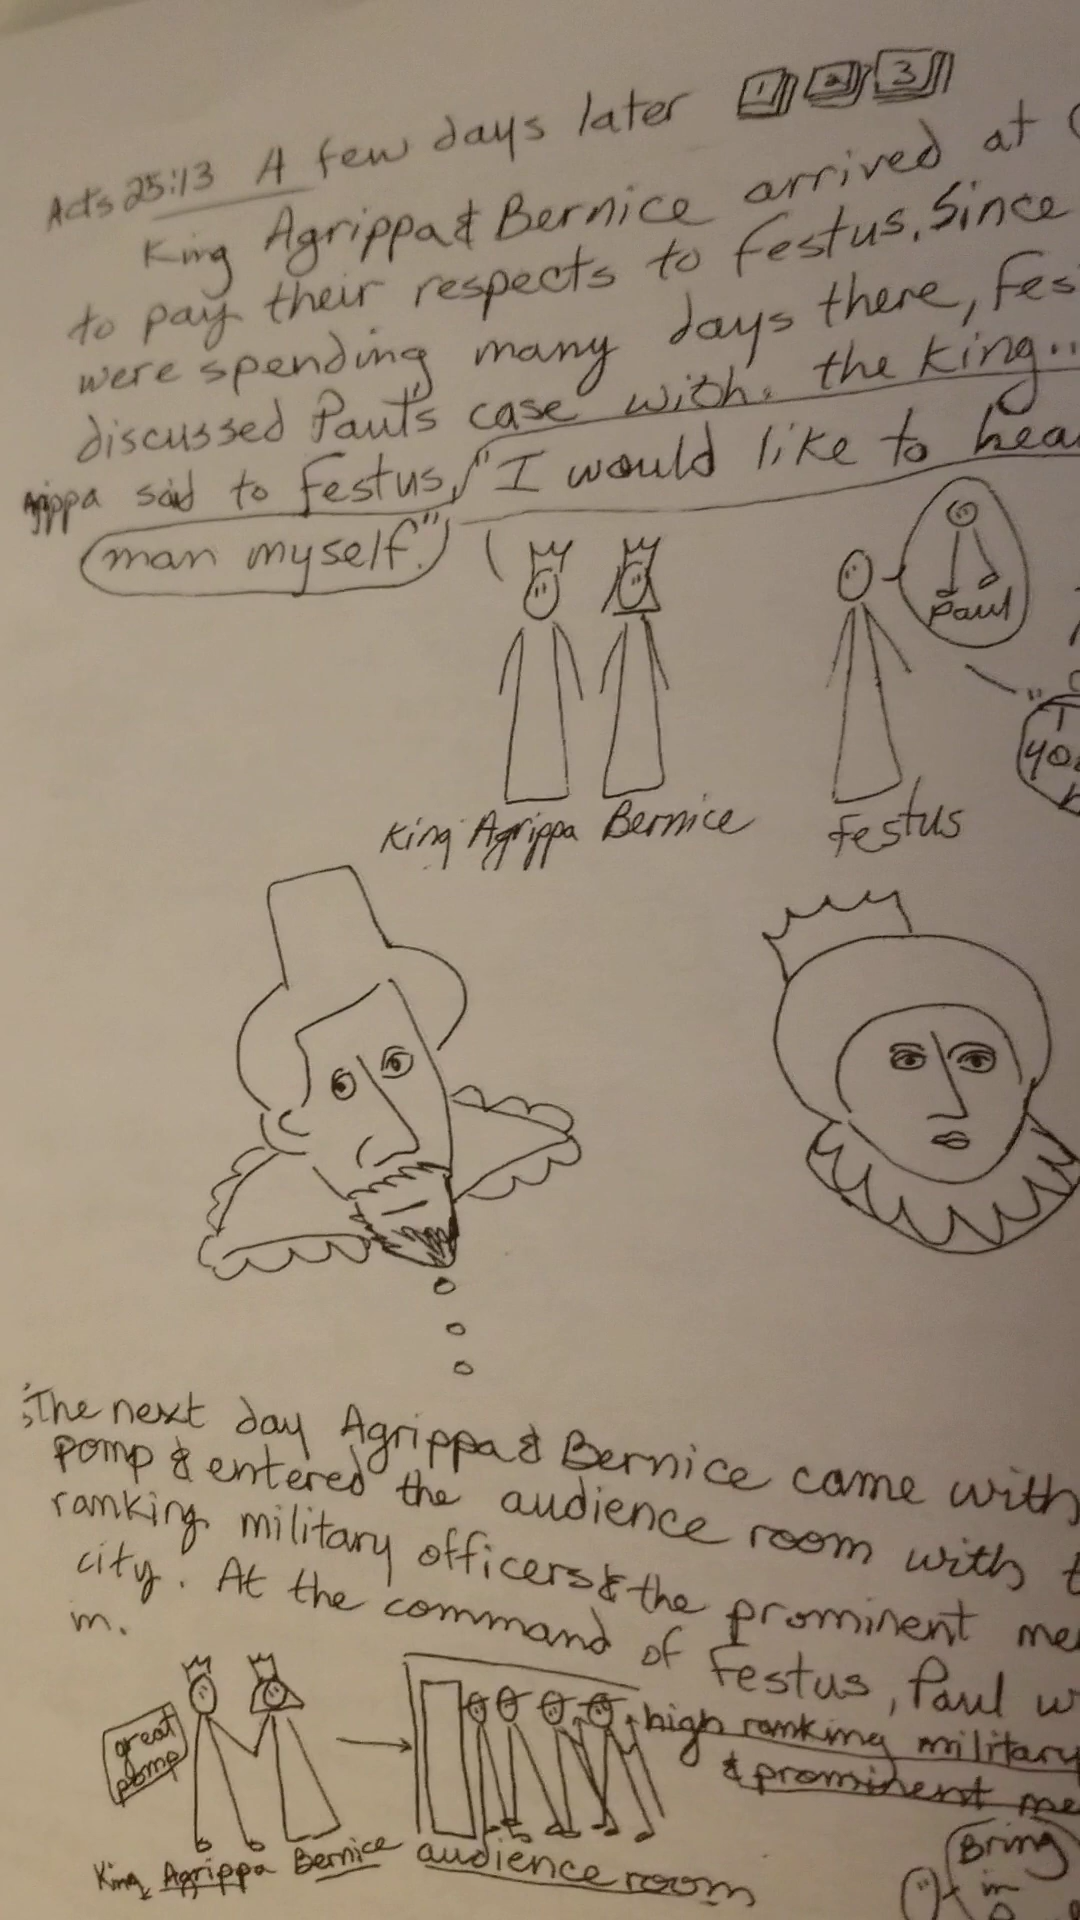 Acts 25:13 A few days later 1 2 3
King Agrippa & Bernice arrived at
to pay their respects to Festus. Since
were spending many days there, Fes
discussed Paul's case with. the King..
Agrippa said to Festus, "I would like to hear
man myself."
Paul
"I
you
King Agrippa Bernice Festus
The next day Agrippa & Bernice came with
pomp & entered the audience room with
ranking military officers & the prominent me
city. At the command of Festus, Paul w
in.
great
pomp
high ranking military
& prominent me
King Agrippa Bernice audience room
Bring
in